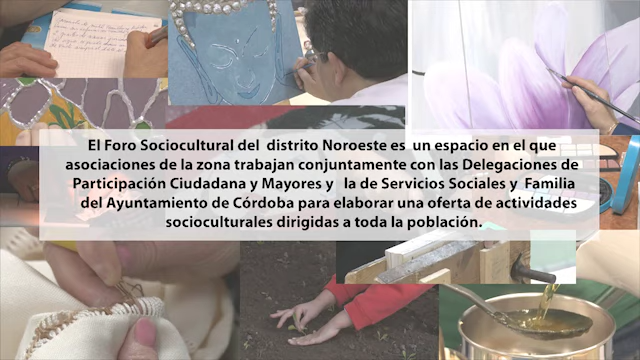 El Foro Sociocultural del distrito Noroeste es un espacio en el que
asociaciones de la zona trabajan conjuntamente con las Delegaciones de
Participación Ciudadana y Mayores y la de Servicios Sociales y Familia
del Ayuntamiento de Córdoba para elaborar una oferta de actividades
socioculturales dirigidas a toda la población.